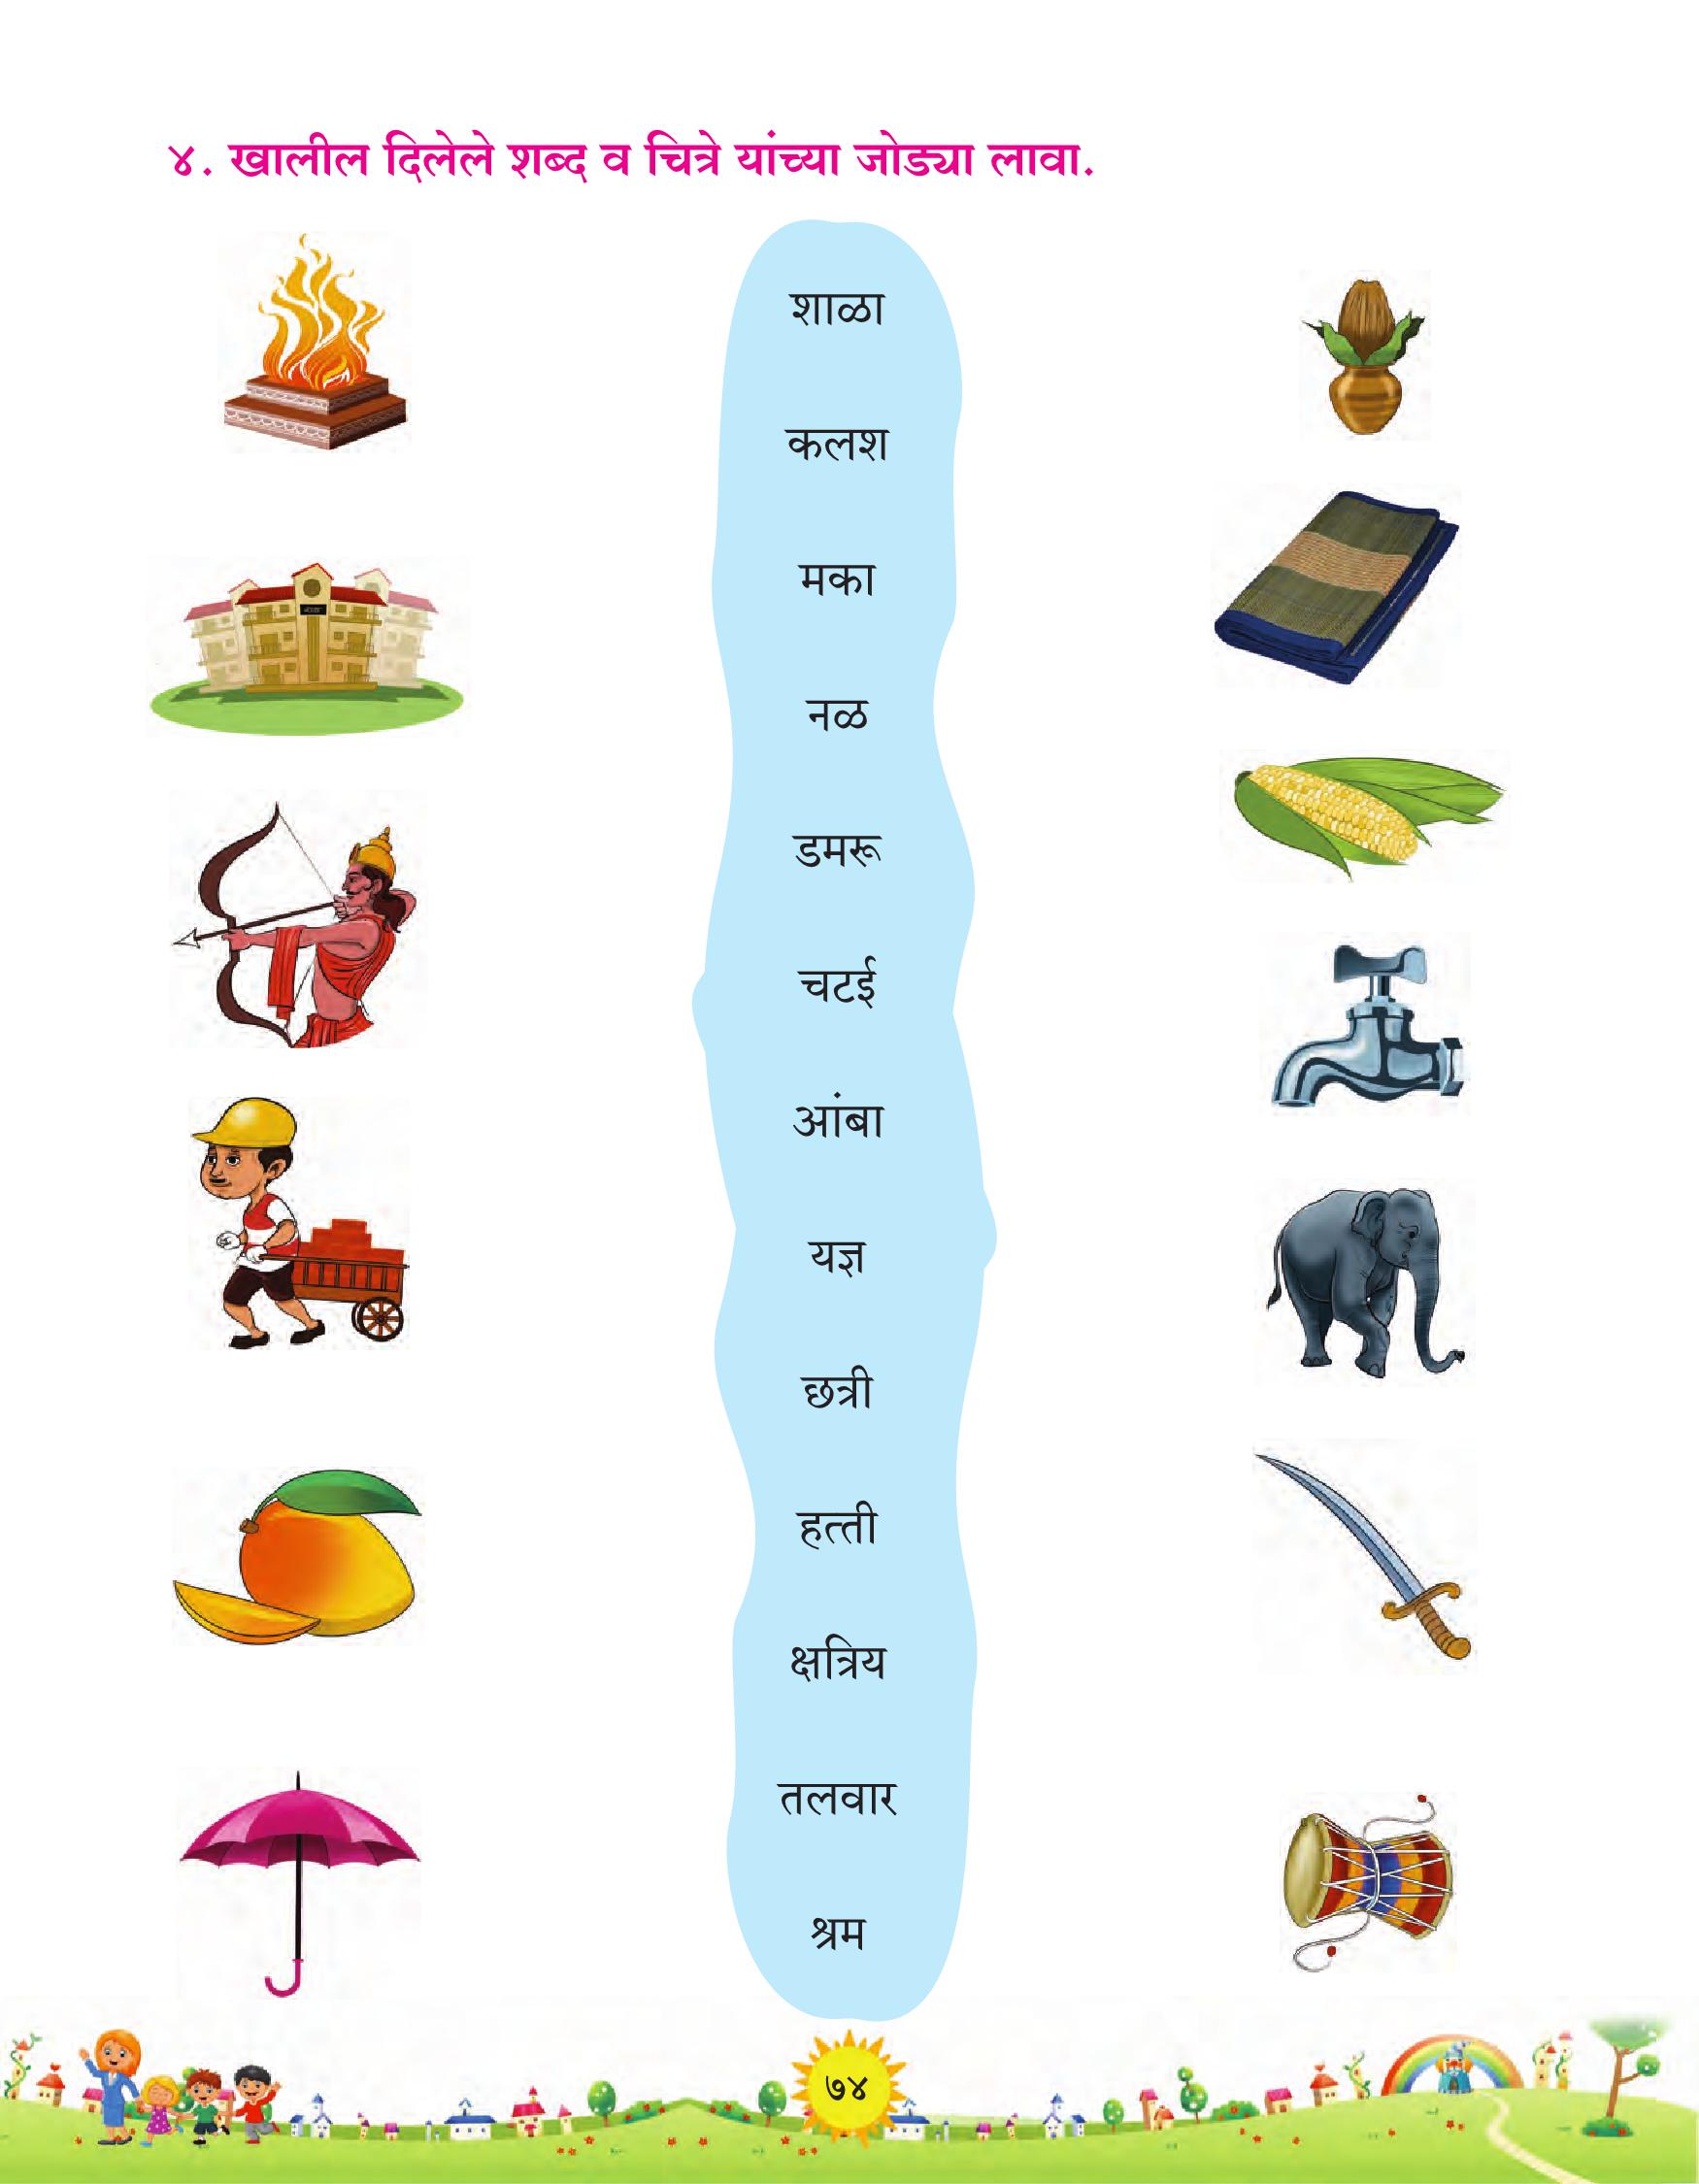 ४. खालील दिलेले शब्द व चित्रे यांच्या जोड्या लावा.
शाळा
कलश
मका
नळ
डमरू
चटई
आंबा
यज्ञ
छत्री
हत्ती
क्षत्रिय
तलवार
श्रम
७४